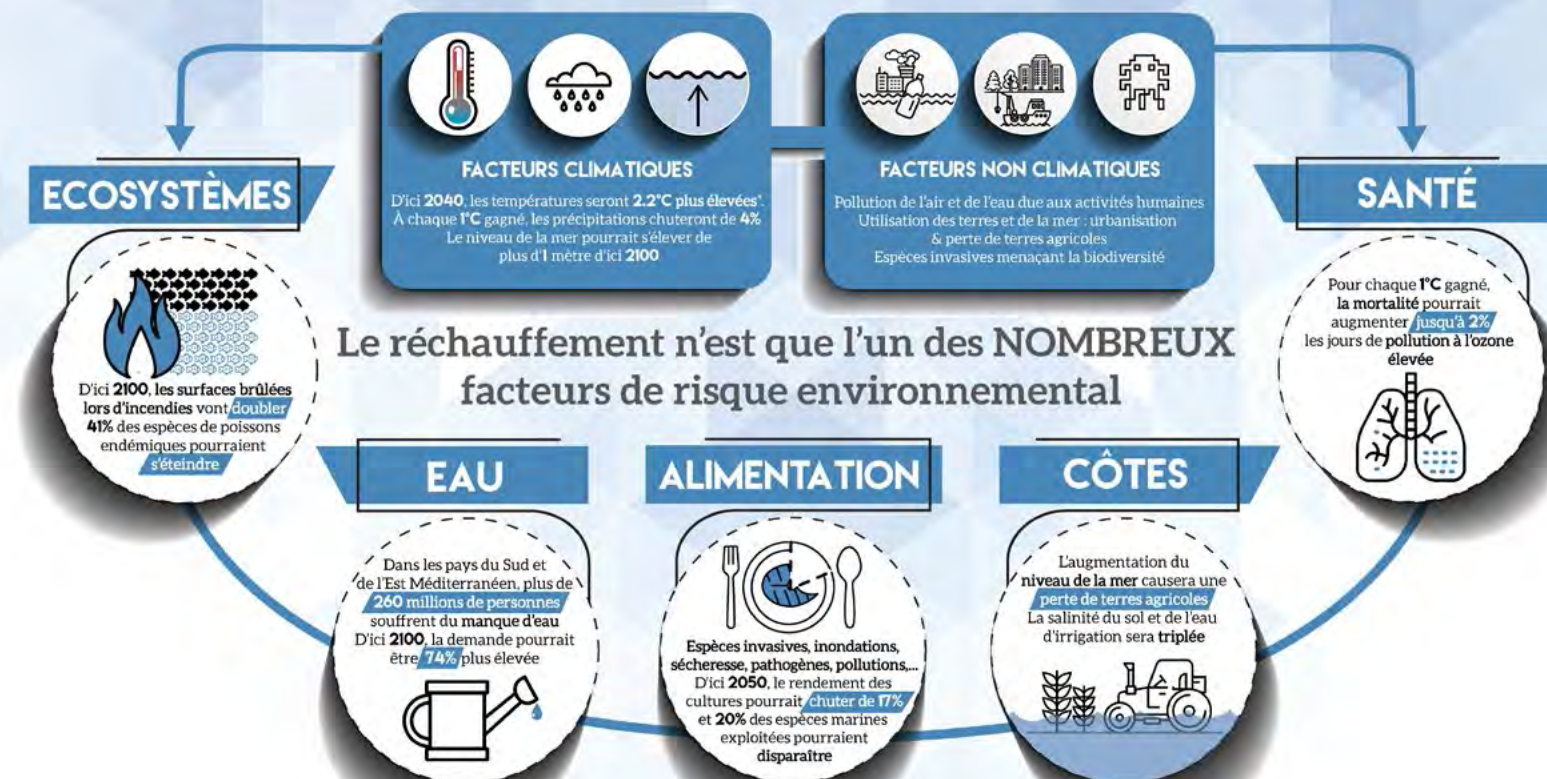 FACTEURS CLIMATIQUES
D'ici 2040, les températures seront 2.2°C plus élevées*.
À chaque 1°C gagné, les précipitations chuteront de 4%
Le niveau de la mer pourrait s'élever de
plus d'1 mètre d'ici 2100
FACTEURS NON CLIMATIQUES
Pollution de l'air et de l'eau due aux activités humaines
Utilisation des terres et de la mer : urbanisation
& perte de terres agricoles
Espèces invasives menaçant la biodiversité
Le réchauffement n'est que l'un des NOMBREUX
facteurs de risque environnemental
ECOSYSTÈMES
D'ici 2100, les surfaces brûlées
lors d'incendies vont doubler
41% des espèces de poissons
endémiques pourraient
s'éteindre
EAU
Dans les pays du Sud et
de l'Est Méditerranéen, plus de
260 millions de personnes
souffrent du manque d'eau
D'ici 2100, la demande pourrait
être 74% plus élevée
ALIMENTATION
Espèces invasives, inondations,
sécheresse, pathogènes, pollutions,...
D'ici 2050, le rendement des
cultures pourrait chuter de 17%
et 20% des espèces marines
exploitées pourraient
disparaître
CÔTES
L'augmentation du
niveau de la mer causera une
perte de terres agricoles
La salinité du sol et de l'eau
d'irrigation sera triplée
SANTÉ
Pour chaque 1°C gagné,
la mortalité pourrait
augmenter jusqu'à 2%
les jours de pollution à l'ozone
élevée